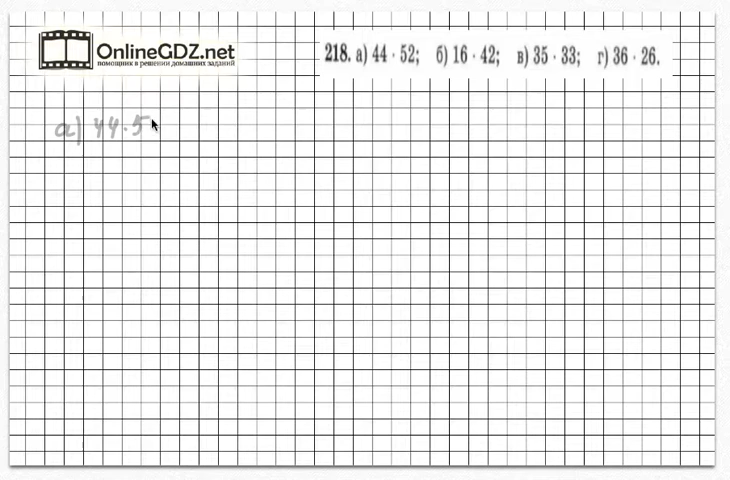 OnlineGDZ.net
помощник в решении домашних заданий
218. а) 44 · 52; б) 16 · 42; в) 35 · 33; г) 36 · 26.
а) 44·5